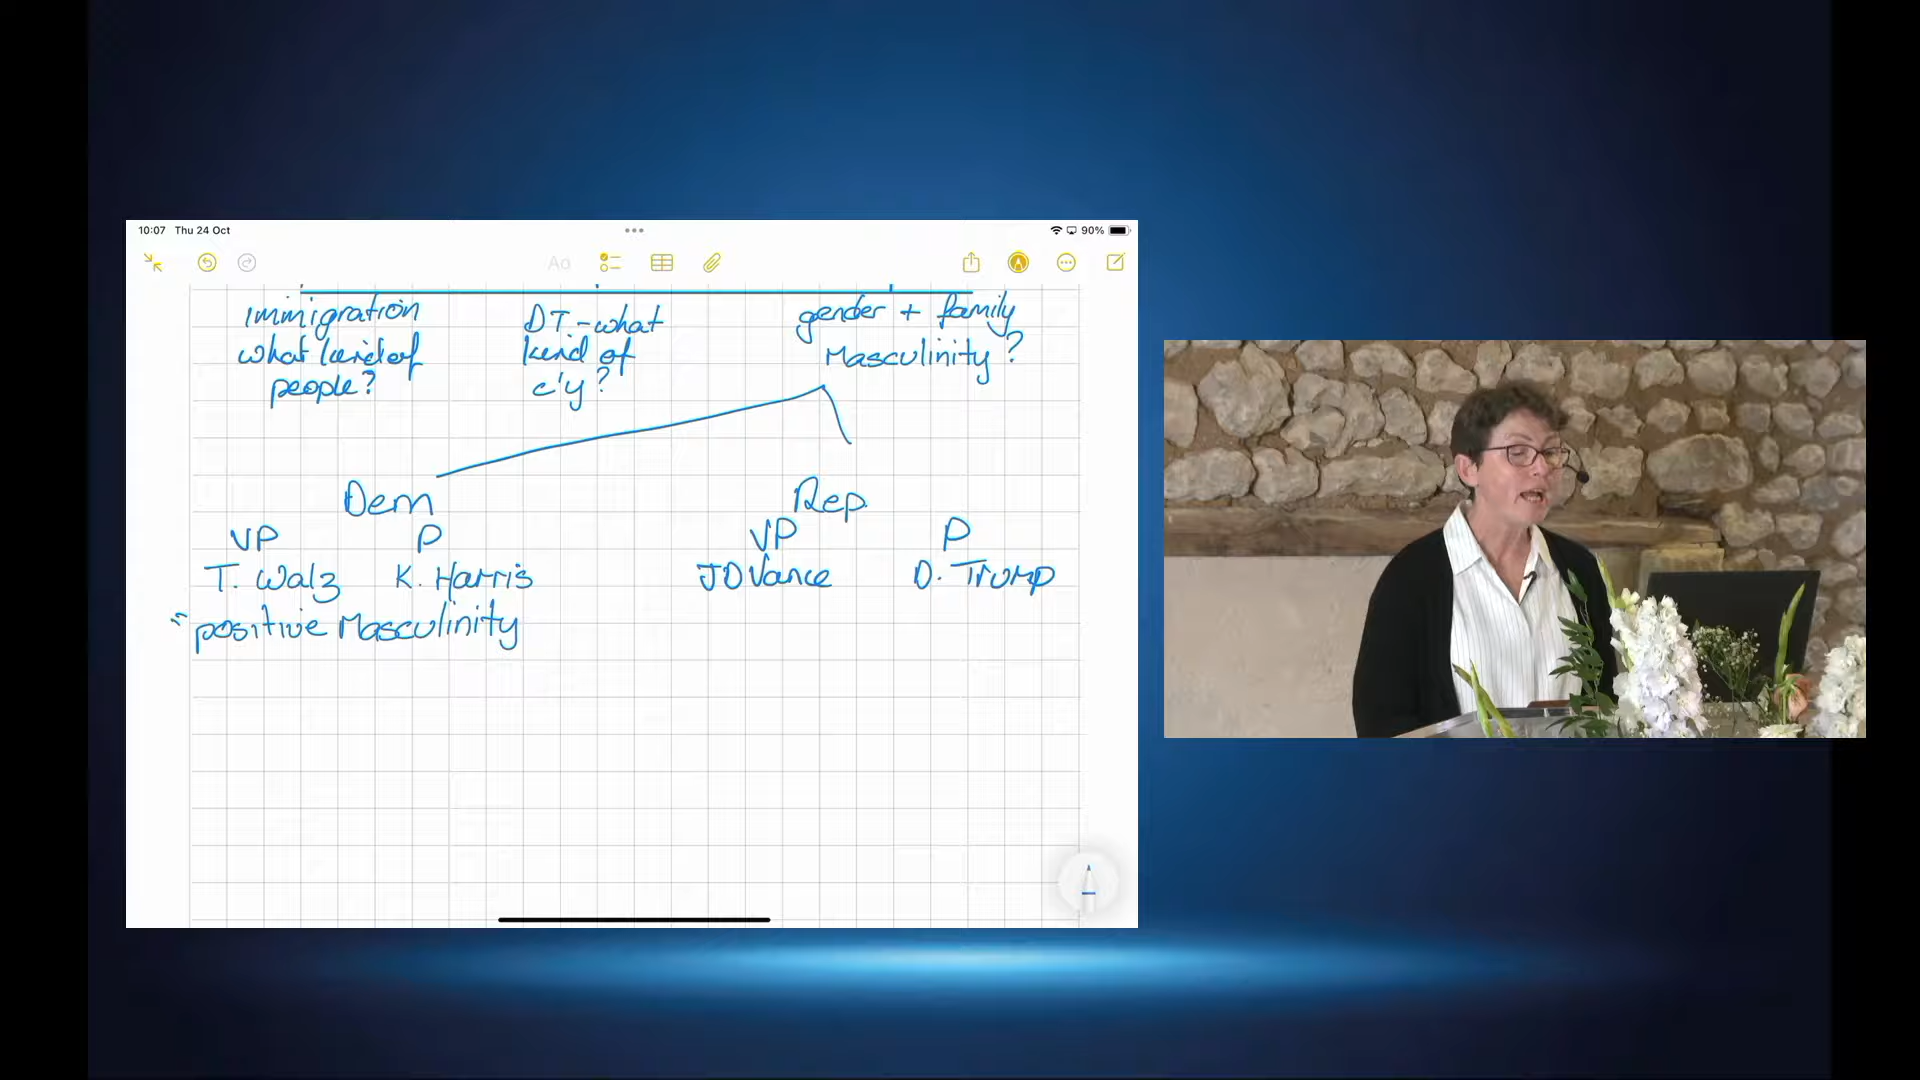 10:07 Thu 24 Oct
90%
Aa
immigration
what kind of
people?
DT.-what
kind of
c'y?
gender + family
Masculinity?
Dem
VP P
T. Walz K. Harris
"positive Masculinity
Rep.
VP P
JD Vance D. Trump